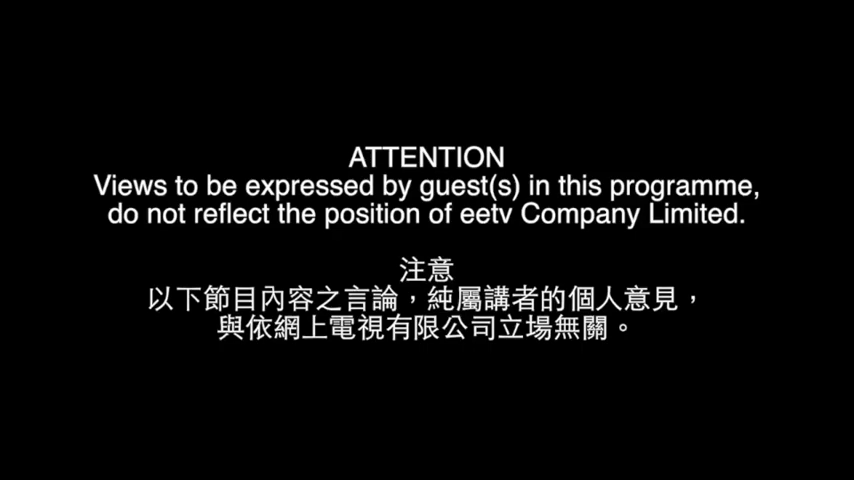 ATTENTION
Views to be expressed by guest(s) in this programme,
do not reflect the position of eetv Company Limited.
注意
以下節目內容之言論，純屬講者的個人意見，
與依網上電視有限公司立場無關。